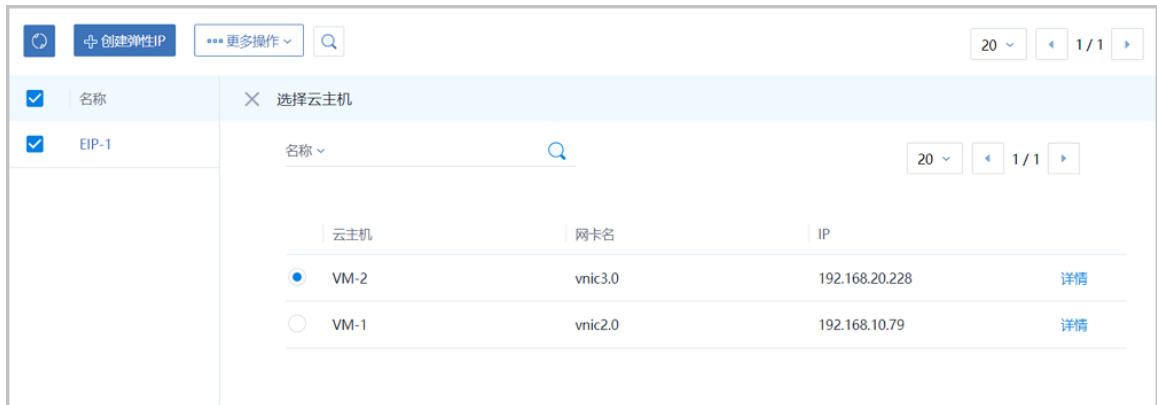 创建弹性IP 更多操作 20 1 / 1
名称 选择云主机
EIP-1 名称 20 1 / 1
云主机 网卡名 IP
VM-2 vnic3.0 192.168.20.228 详情
VM-1 vnic2.0 192.168.10.79 详情